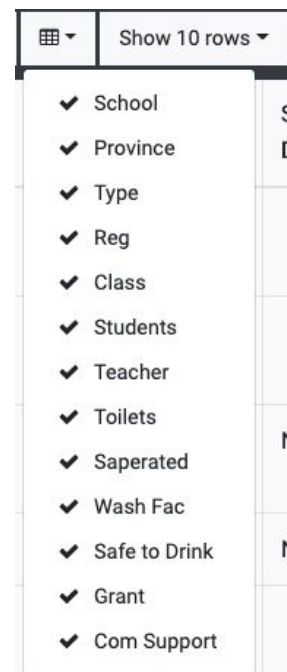 Show 10 rows
School
Province
Type
Reg
Class
Students
Teacher
Toilets
Saperated
Wash Fac
Safe to Drink
Grant
Com Support